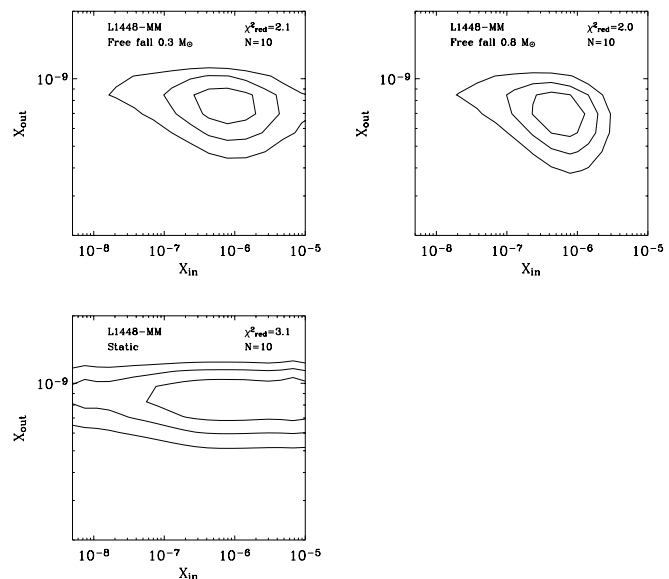 L1448-MM χ²red=2.1
Free fall 0.3 M⊙ N=10
10⁻⁹
Xout
10⁻⁸ 10⁻⁷ 10⁻⁶ 10⁻⁵
Xin
L1448-MM χ²red=2.0
Free fall 0.8 M⊙ N=10
10⁻⁹
Xout
10⁻⁸ 10⁻⁷ 10⁻⁶ 10⁻⁵
Xin
L1448-MM χ²red=3.1
Static N=10
10⁻⁹
Xout
10⁻⁸ 10⁻⁷ 10⁻⁶ 10⁻⁵
Xin